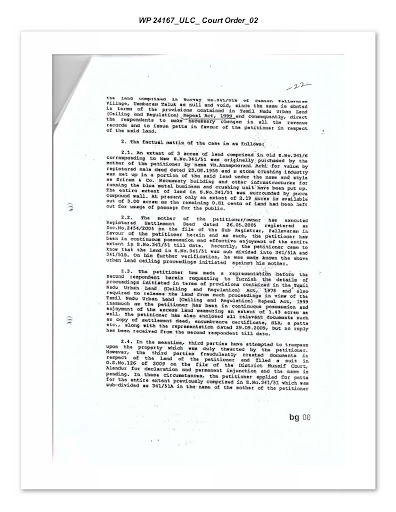 WP 24167_ULC_ Court Order_02
-22-
the land comprised in Survey No.341/51A of Jameen Pallavaram
Village, Tambaram Taluk as null and void, since the same is abated
in terms of the provisions contained in Tamil Nadu Urban Land
(Ceiling and Regulation) Repeal Act, 1999 and consequently, direct
the respondents to make necessary changes in all the revenue
records and to issue patta in favour of the petitioner in respect
of the said land.
2. The factual matrix of the case is as follows:
2.1. An extent of 3 acres of land comprised in Old S.No.341/6
corresponding to New S.No.341/51 was originally purchased by the
mother of the petitioner by name VR.Annapoorani Achi for value by
registered sale deed dated 23.08.1958 and a stone crushing industry
was set up in a portion of the said land under the name and style
as Sriram & Co. Necessary building and other infrastructures for
running the blue metal business and crushing unit have been put up.
The entire extent of land in S.No.341/51 was surrounded by pucca
compound wall. At present only an extent of 2.19 acres is available
out of 3.00 acres as the remaining 0.81 cents of land had been left
out for usage of passage for the public.
2.2. The mother of the petitioner/owner has executed
Registered Settlement Deed dated 26.05.2005 registered as
Doc.No.2454/2005 on the file of the Sub Registrar, Pallavaram in
favour of the petitioner herein and as such, the petitioner has
been in continuous possession and effective enjoyment of the entire
extent in S.No.341/51 till date. Recently, the petitioner came to
know that the land in S.No.341/51 was sub divided into 341/51A and
341/51B. On his further verification, he was made known the above
urban land ceiling proceedings initiated against his mother.
2.3. The petitioner has made a representation before the
second respondent herein requesting to furnish the details of
proceedings initiated in terms of provisions contained in the Tamil
Nadu Urban Land (Ceiling and Regulation) Act, 1978 and also
required to release the land from such proceedings in view of the
Tamil Nadu Urban Land (Ceiling and Regulation) Repeal Act, 1999
inasmuch as the petitioner has been in continuous possession and
enjoyment of the excess land measuring an extent of 1.43 acres as
well. The petitioner has also enclosed all relevant documents such
as copy of settlement deed, encumbrance certificate, SLR, a patta
etc., along with the representation dated 29.09.2009, but no reply
has been received from the second respondent till date.
2.4. In the meantime, third parties have attempted to trespass
upon the property which was duly thwarted by the petitioner.
However, the third parties fraudulently created documents in
respect of the land of the petitioner and filed a suit in
O.S.No.126 of 2009 on the file of the District Munsiff Court,
Alandur for declaration and permanent injunction and the same is
pending. In these circumstances, the petitioner applied for patta
for the entire extent previously comprised in S.No.341/51 which was
sub-divided as 341/51A in the name of the mother of the petitioner
bg 00